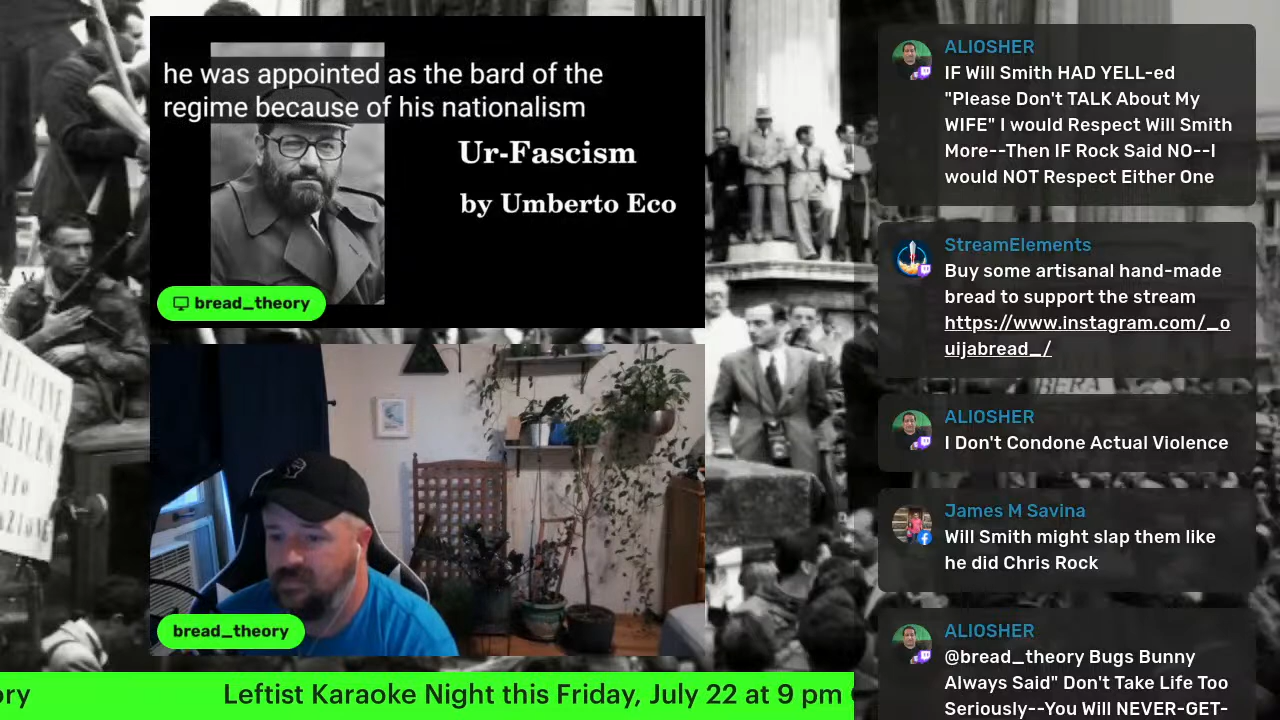 he was appointed as the bard of the
regime because of his nationalism
Ur-Fascism
by Umberto Eco
bread_theory
bread_theory
ory
Leftist Karaoke Night this Friday, July 22 at 9 pm
ALIOSHER
IF Will Smith HAD YELL-ed
"Please Don't TALK About My
WIFE" I would Respect Will Smith
More--Then IF Rock Said NO--I
would NOT Respect Either One
StreamElements
Buy some artisanal hand-made
bread to support the stream
https://www.instagram.com/_o
uijabread_/
ALIOSHER
I Don't Condone Actual Violence
James M Savina
Will Smith might slap them like
he did Chris Rock
ALIOSHER
@bread_theory Bugs Bunny
Always Said" Don't Take Life Too
Seriously--You Will NEVER-GET-